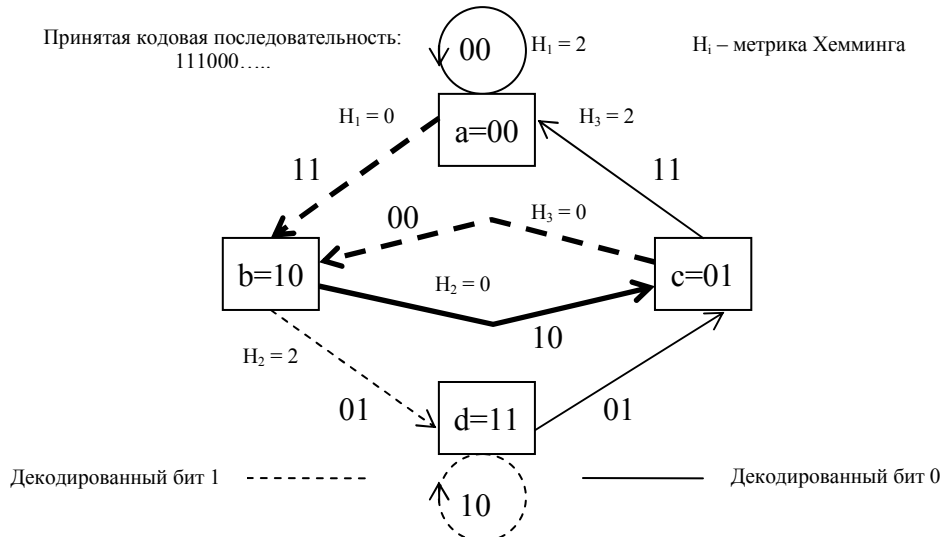 Принятая кодовая последовательность:
111000…..
00
H₁ = 2
Hᵢ – метрика Хемминга
H₁ = 0
a=00
H₃ = 2
11
11
00
H₃ = 0
b=10
H₂ = 0
c=01
10
H₂ = 2
01
d=11
01
Декодированный бит 1
10
Декодированный бит 0